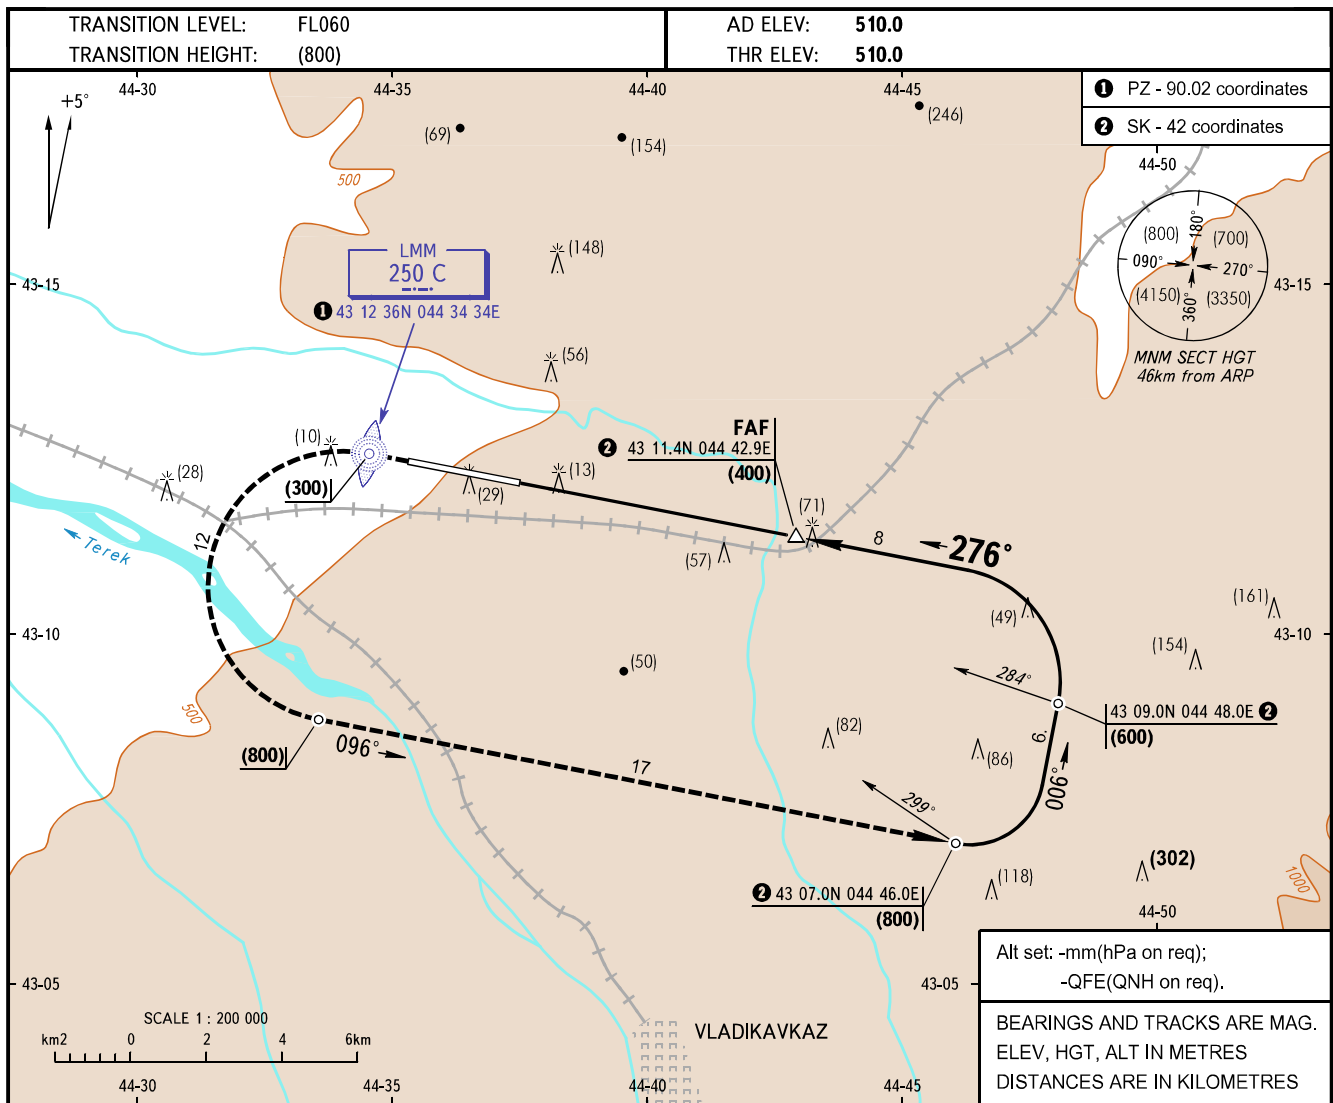 TRANSITION LEVEL: FL060
TRANSITION HEIGHT: (800)
AD ELEV: 510.0
THR ELEV: 510.0
44-30
44-35
44-40
44-45
❶ PZ - 90.02 coordinates
❷ SK - 42 coordinates
+5°
(69)
(154)
(246)
44-50
500
(800)
180°
(700)
090°
270°
(4150)
360°
(3350)
MNM SECT HGT
46km from ARP
43-15
43-15
LMM
250 C
❶ 43 12 36N 044 34 34E
(148)
(56)
(10)
(28)
(300)
(29)
(13)
FAF
❷ 43 11.4N 044 42.9E
(400)
(71)
(57)
8
276°
12
Terek
43-10
43-10
(49)
(161)
(154)
(50)
284°
43 09.0N 044 48.0E ❷
(600)
500
(800)
096°
17
(82)
(86)
6.
006°
299°
(118)
(302)
1000
❷ 43 07.0N 044 46.0E
(800)
44-50
43-05
43-05
Alt set: -mm(hPa on req);
-QFE(QNH on req).
SCALE 1 : 200 000
km2 0 2 4 6km
VLADIKAVKAZ
BEARINGS AND TRACKS ARE MAG.
ELEV, HGT, ALT IN METRES
DISTANCES ARE IN KILOMETRES
44-30
44-35
44-40
44-45